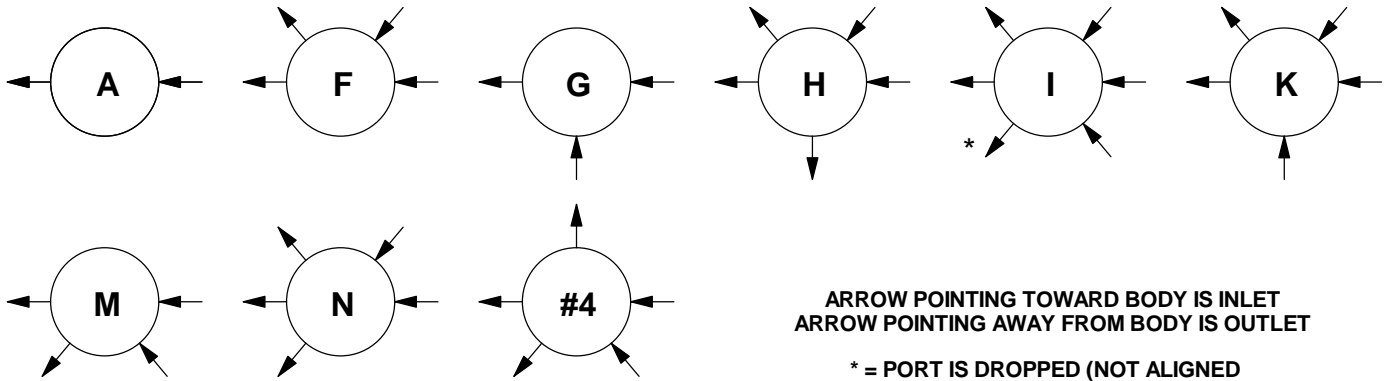 A F G H I K
*
M N #4
ARROW POINTING TOWARD BODY IS INLET
ARROW POINTING AWAY FROM BODY IS OUTLET
* = PORT IS DROPPED (NOT ALIGNED